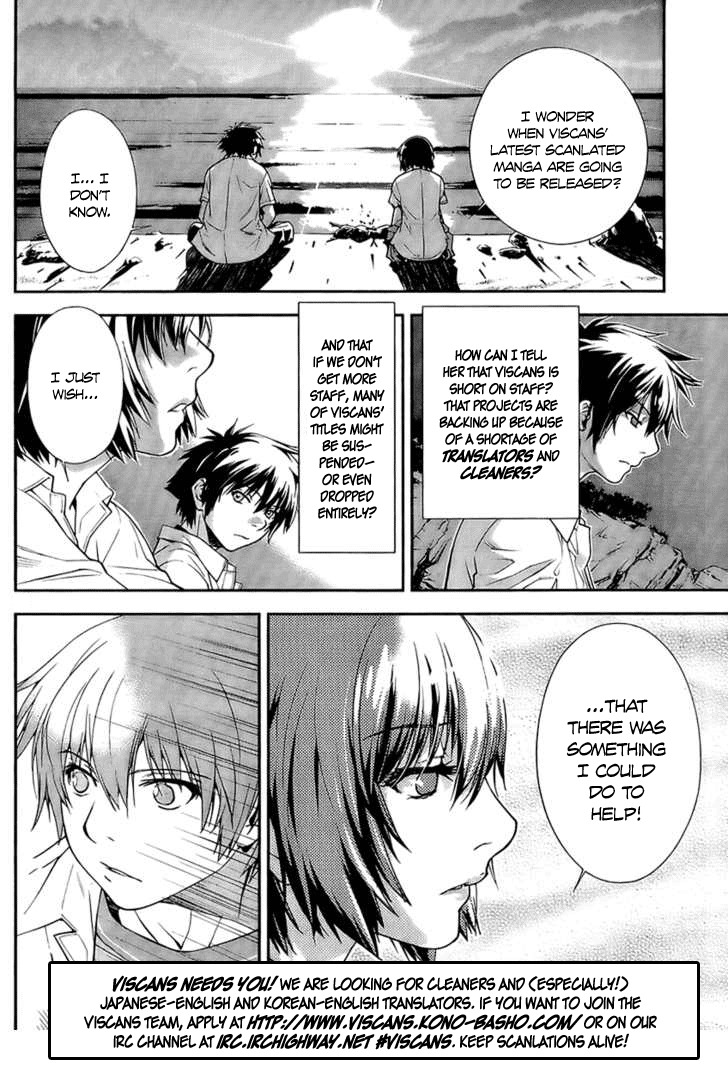 I WONDER
WHEN VISCANS'
LATEST SCANLATED
MANGA ARE GOING
TO BE RELEASED?
I... I
DON'T
KNOW.
HOW CAN I TELL
HER THAT VISCANS IS
SHORT ON STAFF?
THAT PROJECTS ARE
BACKING UP BECAUSE
OF A SHORTAGE OF
TRANSLATORS AND
CLEANERS?
AND THAT
IF WE DON'T
GET MORE
STAFF, MANY
OF VISCANS'
TITLES MIGHT
BE SUS-
PENDED—
OR EVEN
DROPPED
ENTIRELY?
I JUST
WISH...
...THAT
THERE WAS
SOMETHING
I COULD
DO TO
HELP!
VISCANS NEEDS YOU! WE ARE LOOKING FOR CLEANERS AND (ESPECIALLY!)
JAPANESE-ENGLISH AND KOREAN-ENGLISH TRANSLATORS. IF YOU WANT TO JOIN THE
VISCANS TEAM, APPLY AT HTTP://WWW.VISCANS.KONO-BASHO.COM/ OR ON OUR
IRC CHANNEL AT IRC.IRCHIGHWAY.NET #VISCANS. KEEP SCANLATIONS ALIVE!